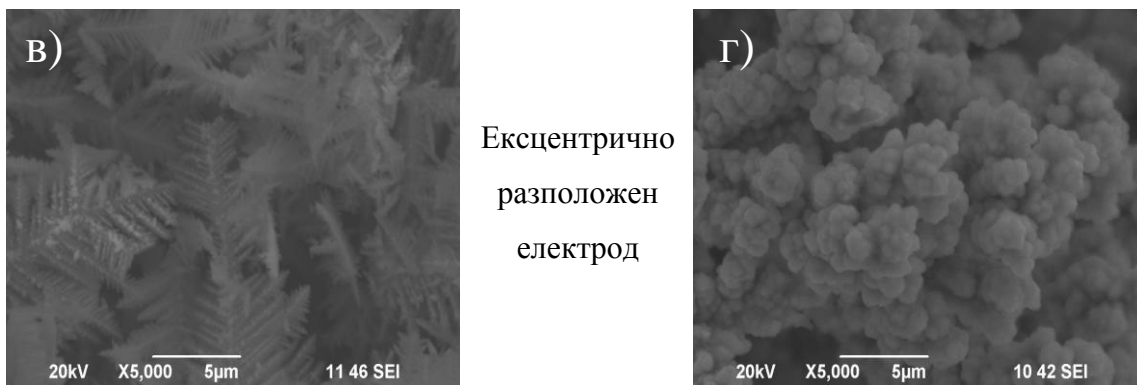 в)
Ексцентрично
разположен
електрод
г)
20kV X5,000 5µm 11 46 SEI
20kV X5,000 5µm 10 42 SEI